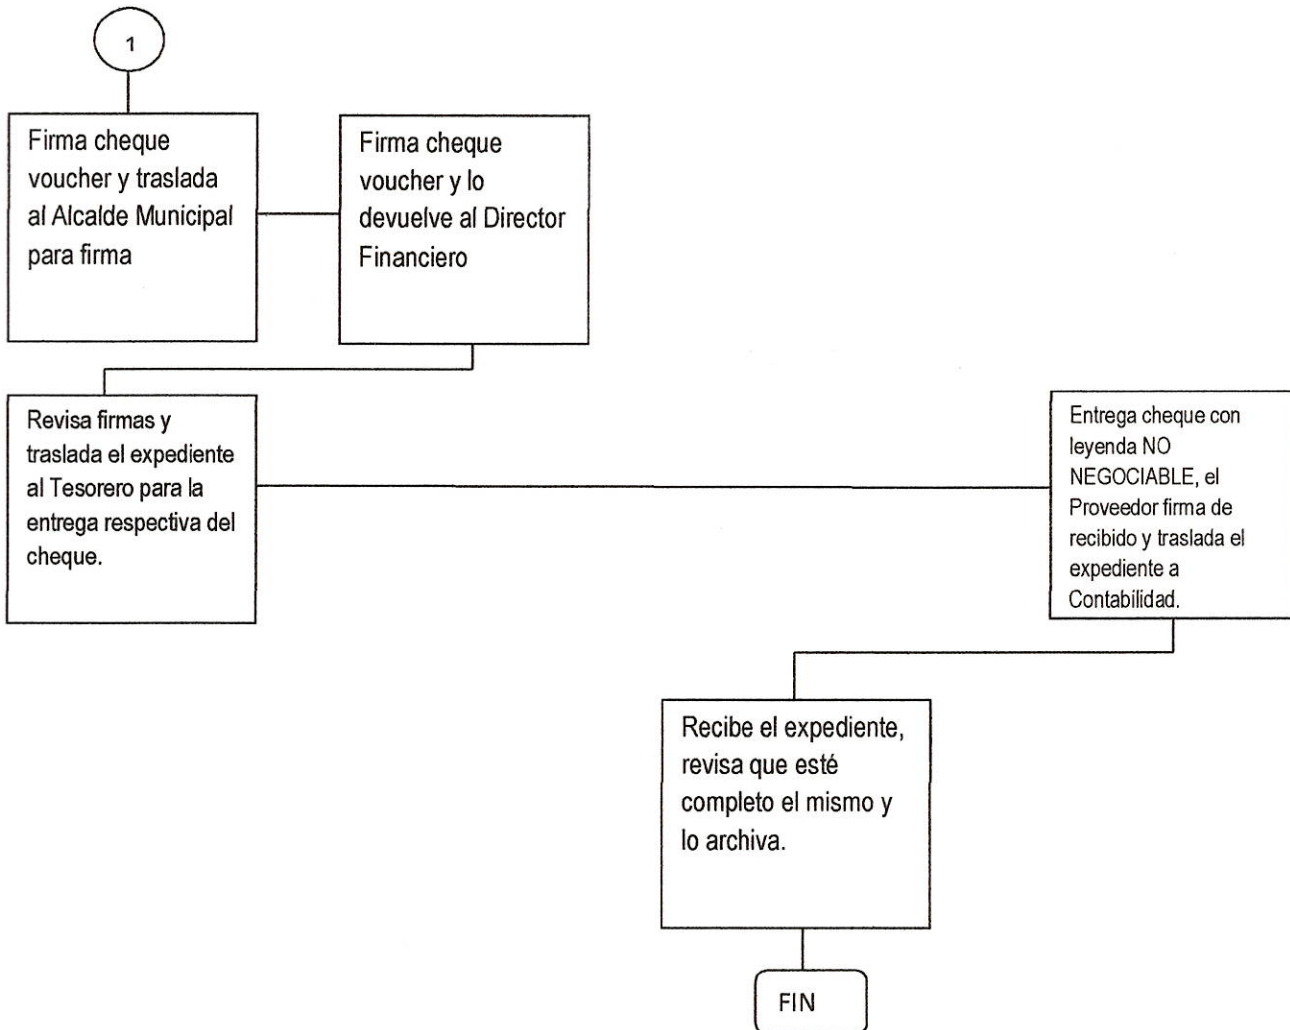 1
Firma cheque
voucher y traslada
al Alcalde Municipal
para firma
Firma cheque
voucher y lo
devuelve al Director
Financiero
Revisa firmas y
traslada el expediente
al Tesorero para la
entrega respectiva del
cheque.
Entrega cheque con
leyenda NO
NEGOCIABLE, el
Proveedor firma de
recibido y traslada el
expediente a
Contabilidad.
Recibe el expediente,
revisa que esté
completo el mismo y
lo archiva.
FIN